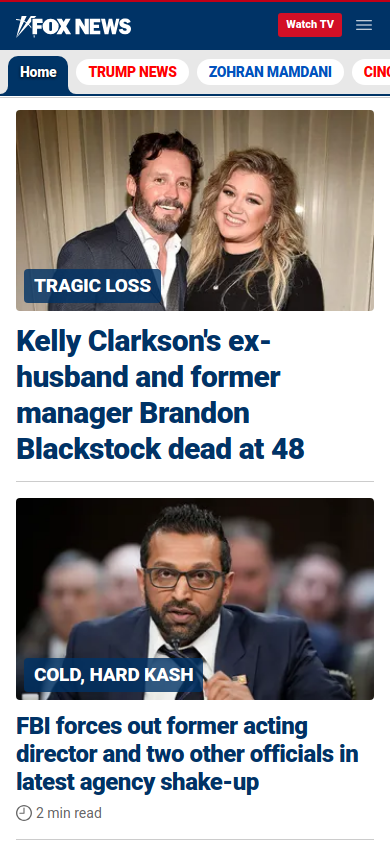 FOX NEWS
Watch TV
Home
TRUMP NEWS
ZOHRAN MAMDANI
TRAGIC LOSS
Kelly Clarkson's ex-
husband and former
manager Brandon
Blackstock dead at 48
COLD, HARD KASH
FBI forces out former acting
director and two other officials in
latest agency shake-up
2 min read